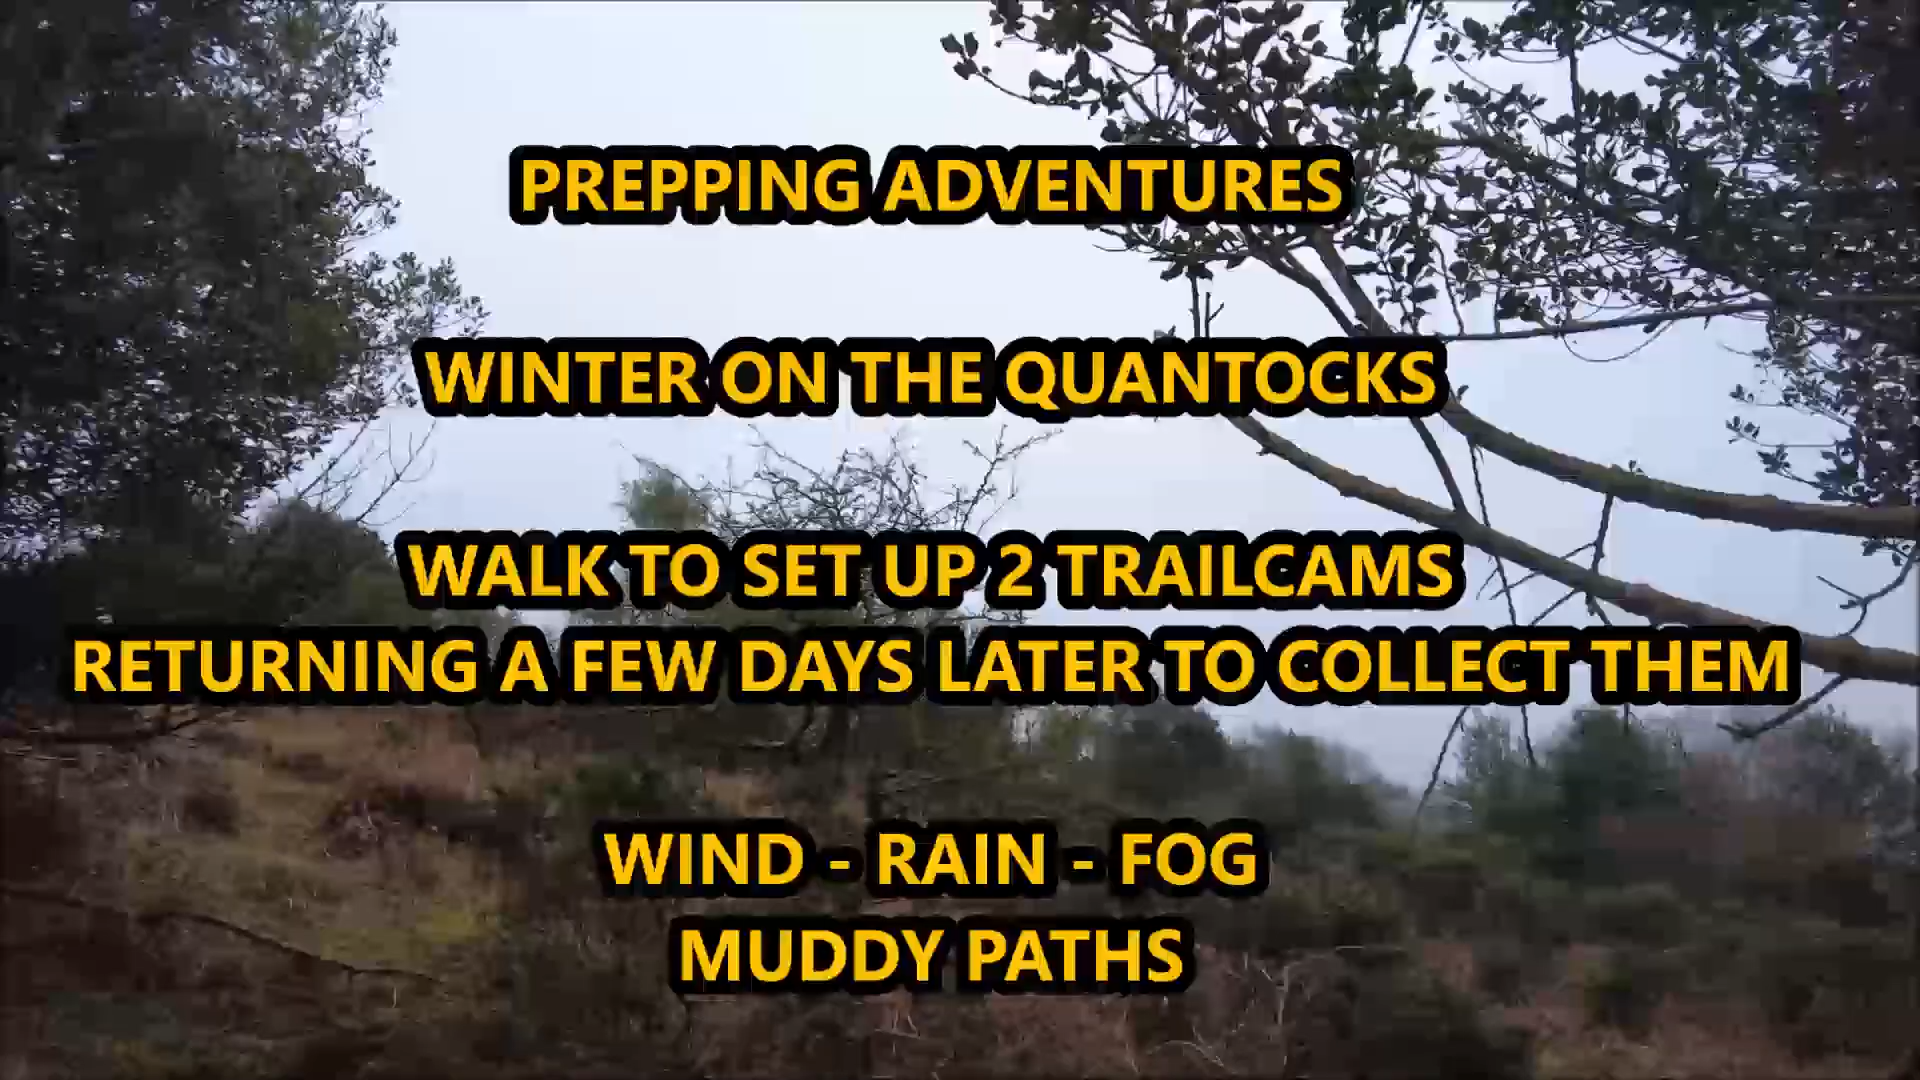 PREPPING ADVENTURES
WINTER ON THE QUANTOCKS
WALK TO SET UP 2 TRAILCAMS
RETURNING A FEW DAYS LATER TO COLLECT THEM
WIND - RAIN - FOG
MUDDY PATHS